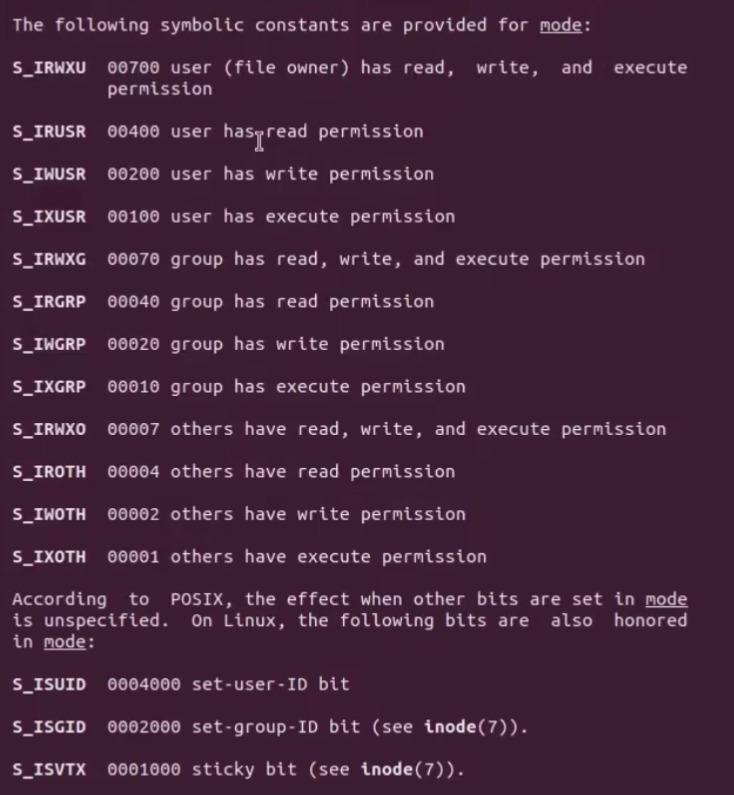 The following symbolic constants are provided for mode:
S_IRWXU 00700 user (file owner) has read, write, and execute
permission
S_IRUSR 00400 user has read permission
S_IWUSR 00200 user has write permission
S_IXUSR 00100 user has execute permission
S_IRWXG 00070 group has read, write, and execute permission
S_IRGRP 00040 group has read permission
S_IWGRP 00020 group has write permission
S_IXGRP 00010 group has execute permission
S_IRWXO 00007 others have read, write, and execute permission
S_IROTH 00004 others have read permission
S_IWOTH 00002 others have write permission
S_IXOTH 00001 others have execute permission
According to POSIX, the effect when other bits are set in mode
is unspecified. On Linux, the following bits are also honored
in mode:
S_ISUID 0004000 set-user-ID bit
S_ISGID 0002000 set-group-ID bit (see inode(7)).
S_ISVTX 0001000 sticky bit (see inode(7)).